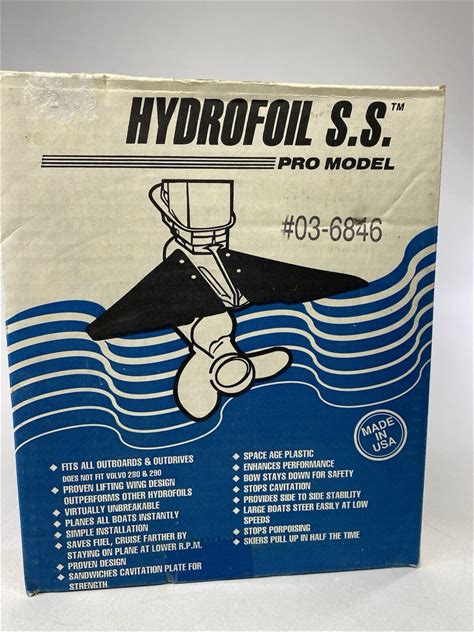 HYDROFOIL S.S.™
PRO MODEL
#03-6846
MADE
IN
USA
◆ FITS ALL OUTBOARDS & OUTDRIVES
DOES NOT FIT VOLVO 280 & 290
◆ PROVEN LIFTING WING DESIGN
OUTPERFORMS OTHER HYDROFOILS
◆ VIRTUALLY UNBREAKABLE
◆ PLANES ALL BOATS INSTANTLY
◆ SIMPLE INSTALLATION
◆ SAVES FUEL, CRUISE FARTHER BY
STAYING ON PLANE AT LOWER R.P.M.
◆ PROVEN DESIGN
◆ SANDWICHES CAVITATION PLATE FOR
STRENGTH
◆ SPACE AGE PLASTIC
◆ ENHANCES PERFORMANCE
◆ BOW STAYS DOWN FOR SAFETY
◆ STOPS CAVITATION
◆ PROVIDES SIDE TO SIDE STABILITY
◆ LARGE BOATS STEER EASILY AT LOW
SPEEDS
◆ STOPS PORPOISING
◆ SKIERS PULL UP IN HALF THE TIME